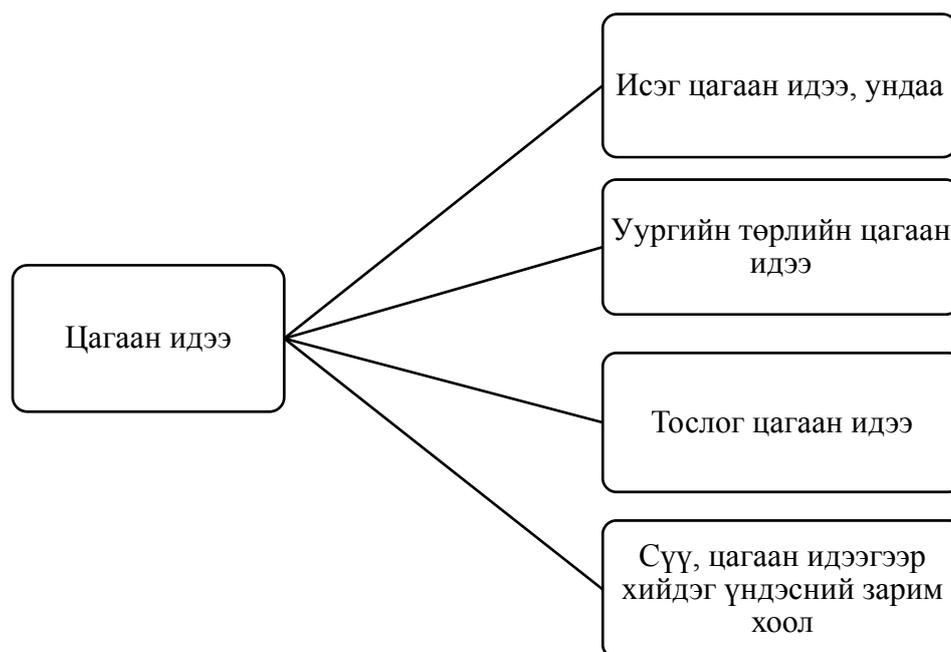 Исэг цагаан идээ, ундаа
Уургийн төрлийн цагаан
идээ
Цагаан идээ
Тослог цагаан идээ
Сүү, цагаан идээгээр
хийдэг үндэсний зарим
хоол